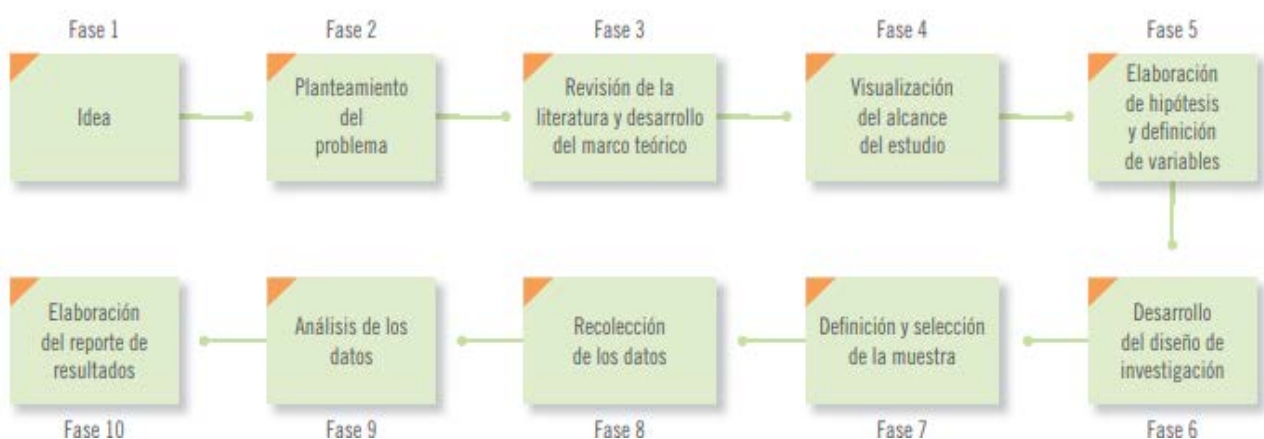 Fase 1
Idea
Fase 2
Planteamiento
del
problema
Fase 3
Revisión de la
literatura y desarrollo
del marco teórico
Fase 4
Visualización
del alcance
del estudio
Fase 5
Elaboración
de hipótesis
y definición
de variables
Desarrollo
del diseño de
investigación
Fase 6
Definición y selección
de la muestra
Fase 7
Recolección
de los datos
Fase 8
Análisis de los
datos
Fase 9
Elaboración
del reporte de
resultados
Fase 10